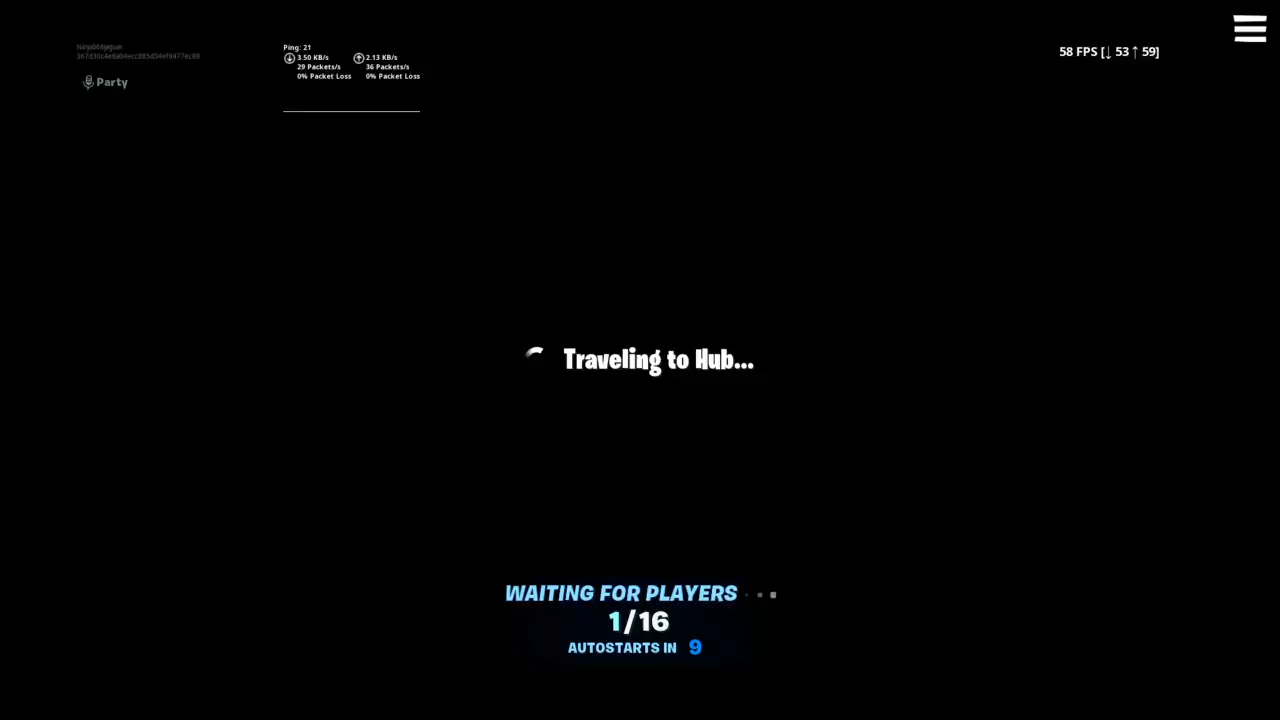 Ping: 21
3.50 KB/s 2.13 KB/s
29 Packets/s 36 Packets/s
0% Packet Loss 0% Packet Loss
58 FPS [↓ 53 ↑ 59]
Party
Traveling to Hub...
WAITING FOR PLAYERS
1/16
AUTOSTARTS IN 9